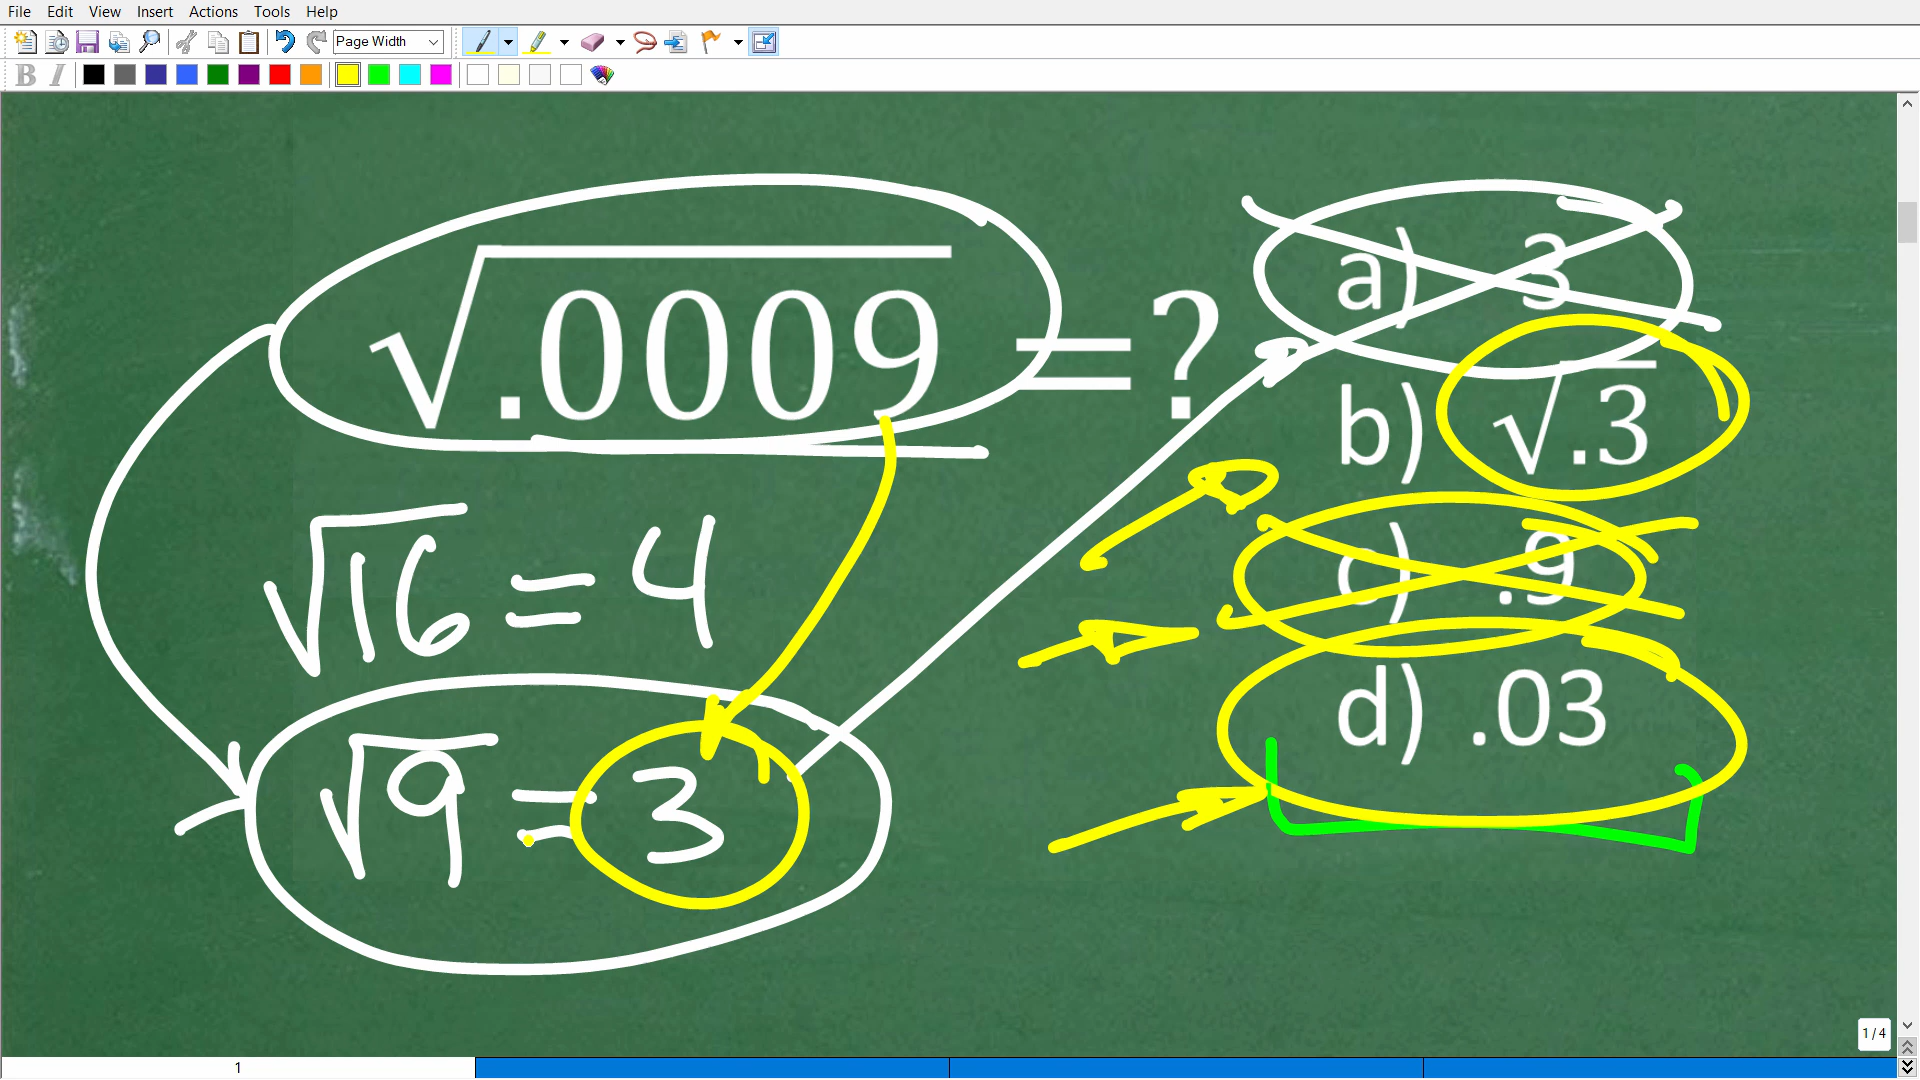 File Edit View Insert Actions Tools Help
Page Width
B I
√.0009 = ?
a) 3
b) √.3
c) .9
d) .03
√16 = 4
√9 = 3
1 / 4
1